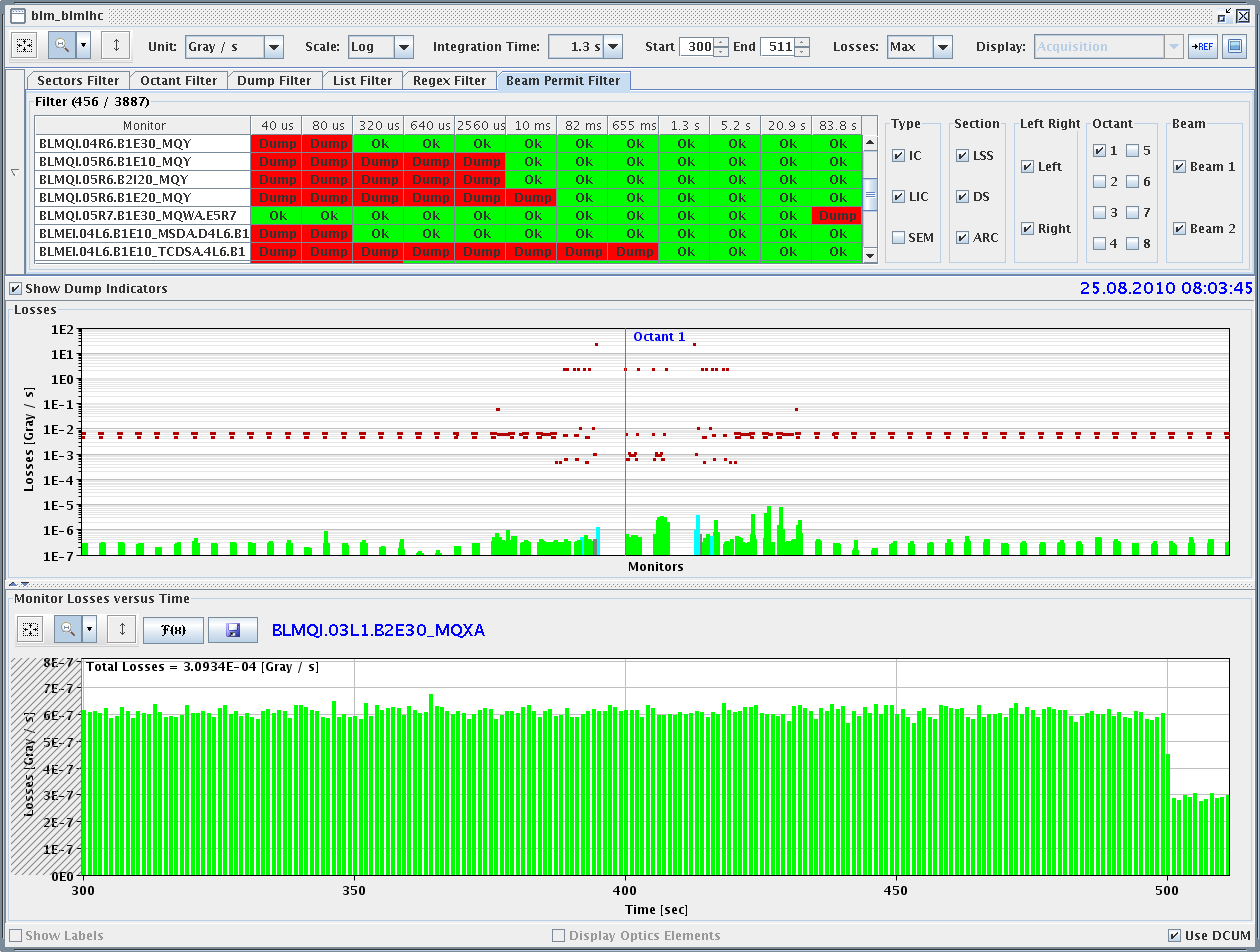 blm_blmlhc
Unit: Gray / s Scale: Log Integration Time: 1.3 s Start 300 End 511 Losses: Max Display: Acquisition →REF
Sectors Filter Octant Filter Dump Filter List Filter Regex Filter Beam Permit Filter
Filter (456 / 3887)
Monitor 40 us 80 us 320 us 640 us 2560 us 10 ms 82 ms 655 ms 1.3 s 5.2 s 20.9 s 83.8 s
BLMQI.04R6.B1E30_MQY Dump Dump Ok Ok Ok Ok Ok Ok Ok Ok Ok Ok
BLMQI.05R6.B1E10_MQY Dump Dump Dump Dump Dump Ok Ok Ok Ok Ok Ok Ok
BLMQI.05R6.B2I20_MQY Dump Dump Dump Dump Dump Ok Ok Ok Ok Ok Ok Ok
BLMQI.05R6.B1E20_MQY Dump Dump Dump Dump Dump Dump Ok Ok Ok Ok Ok Ok
BLMQI.05R7.B1E30_MQWA.E5R7 Ok Ok Ok Ok Ok Ok Ok Ok Ok Ok Ok Dump
BLMEI.04L6.B1E10_MSDA.D4L6.B1 Dump Dump Ok Ok Ok Ok Ok Ok Ok Ok Ok Ok
BLMEI.04L6.B1E10_TCDSA.4L6.B1 Dump Dump Dump Dump Dump Dump Dump Dump Ok Ok Ok Ok
Type Section Left Right Octant Beam
IC LSS Left 1 5 Beam 1
LIC DS 2 6
3 7
SEM ARC Right 4 8 Beam 2
Show Dump Indicators 25.08.2010 08:03:45
Losses
Octant 1
Losses [Gray / s]
1E2
1E1
1E0
1E-1
1E-2
1E-3
1E-4
1E-5
1E-6
1E-7
Monitors
Monitor Losses versus Time
F(x) BLMQI.03L1.B2E30_MQXA
Total Losses = 3.0934E-04 [Gray / s]
Losses [Gray / s]
8E-7
7E-7
6E-7
5E-7
4E-7
3E-7
2E-7
1E-7
0E0
300 350 400 450 500
Time [sec]
Show Labels Display Optics Elements Use DCUM